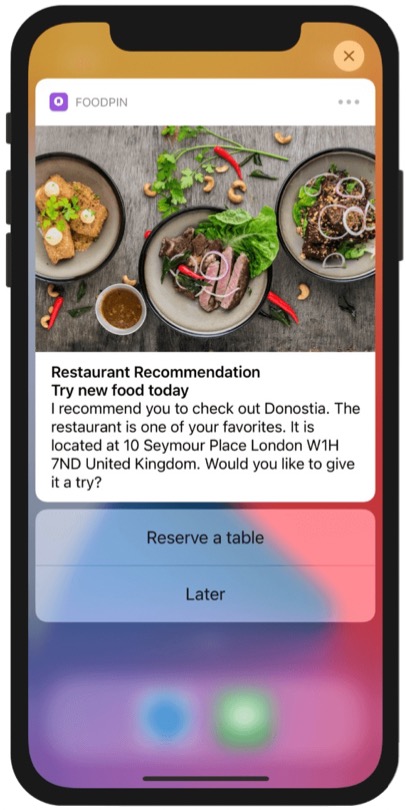 FOODPIN
Restaurant Recommendation
Try new food today
I recommend you to check out Donostia. The
restaurant is one of your favorites. It is
located at 10 Seymour Place London W1H
7ND United Kingdom. Would you like to give
it a try?
Reserve a table
Later